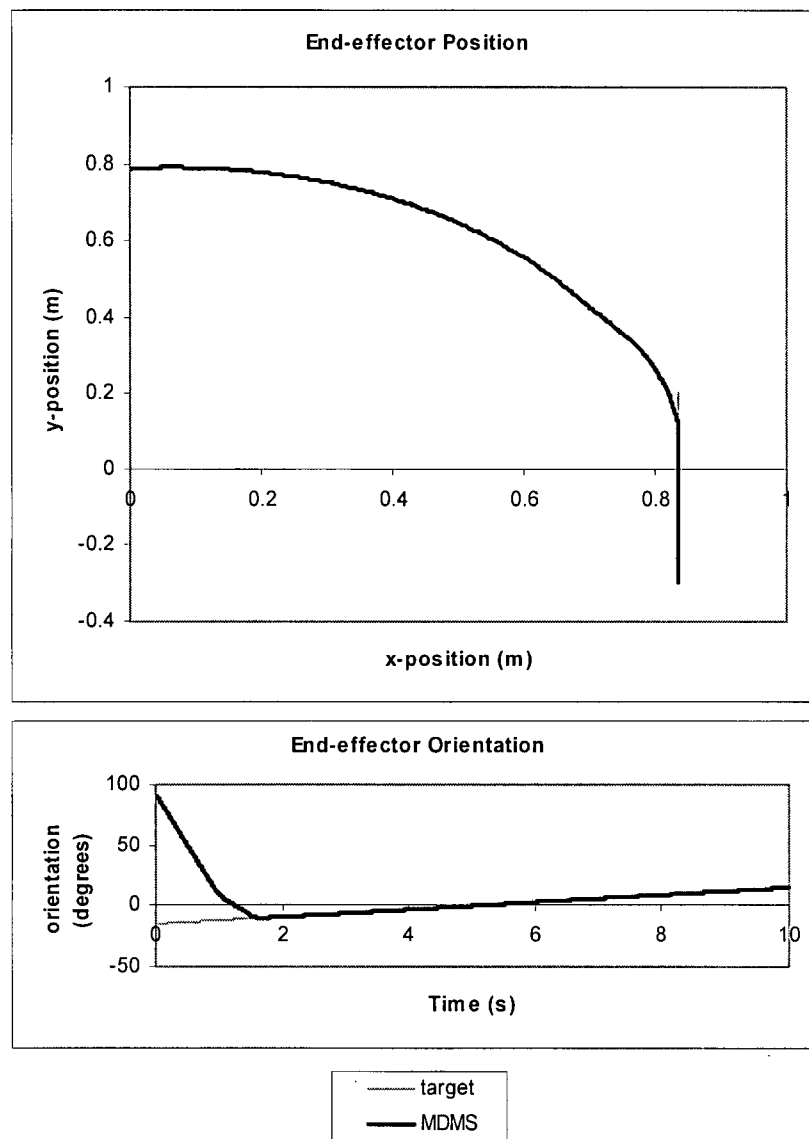 End-effector Position
1
0.8
0.6
0.4
0.2
0
-0.2
-0.4
y-position (m)
0 0.2 0.4 0.6 0.8 1
x-position (m)
End-effector Orientation
100
50
0
-50
orientation
(degrees)
0 2 4 6 8 10
Time (s)
target
MDMS